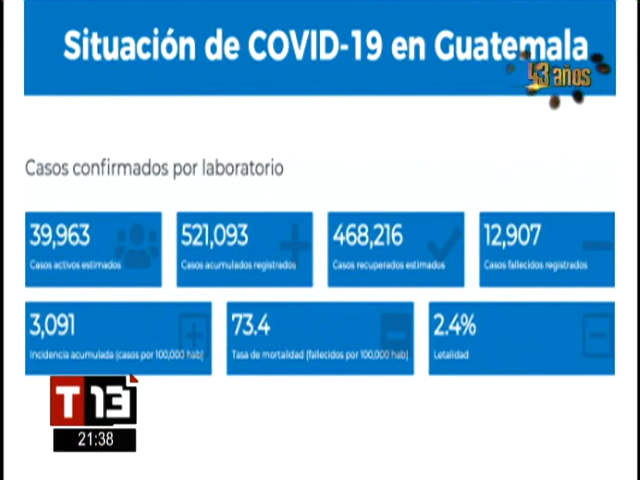 Situación de COVID-19 en Guatemala
43 años
Casos confirmados por laboratorio
39,963
Casos activos estimados
521,093
Casos acumulados registrados
468,216
Casos recuperados estimados
12,907
Casos fallecidos registrados
3,091
Incidencia acumulada (casos por 100,000 hab)
73.4
Tasa de mortalidad (fallecidos por 100,000 hab)
2.4%
Letalidad
T13
21:38